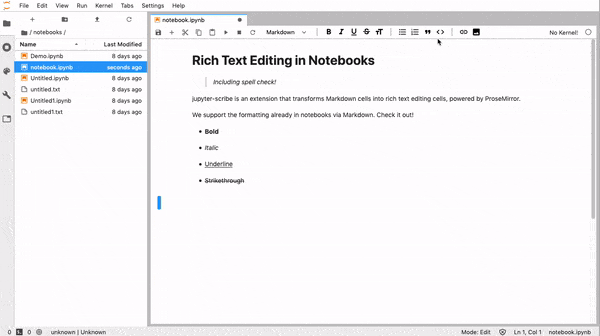 File Edit View Run Kernel Tabs Settings Help
notebook.ipynb
/ notebooks /
Markdown
B I U S TT
No Kernel!
Name Last Modified
Demo.ipynb 8 days ago
notebook.ipynb seconds ago
Untitled.ipynb 8 days ago
untitled.txt 8 days ago
Untitled1.ipynb 8 days ago
untitled1.txt 8 days ago
Rich Text Editing in Notebooks
Including spell check!
jupyter-scribe is an extension that transforms Markdown cells into rich text editing cells, powered by ProseMirror.
We support the formatting already in notebooks via Markdown. Check it out!
Bold
Italic
Underline
Strikethrough
0 0 unknown | Unknown Mode: Edit Ln 1, Col 1 notebook.ipynb